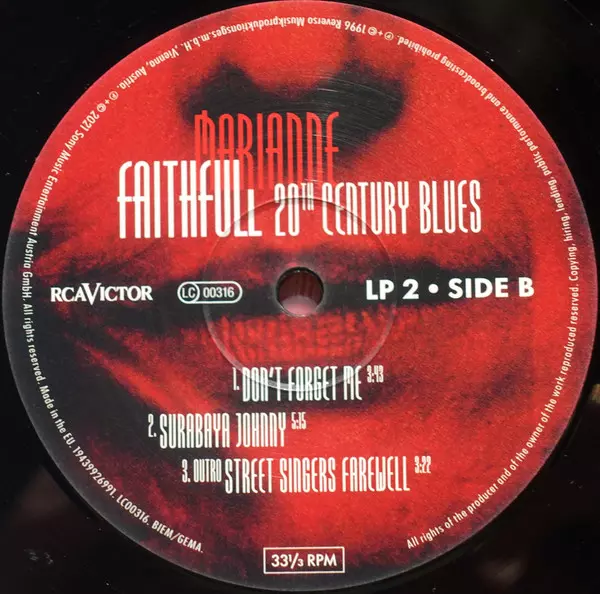 MARIANNE
FAITHFULL 20TH CENTURY BLUES
RCAVICTOR
LC 00316
LP 2 • SIDE B
1. DON'T FORGET ME 3:43
2. SURABAYA JOHNNY 5:15
3. OUTRO STREET SINGERS FAREWELL 3:22
33⅓ RPM
℗+© 1996 Reverso Musikproduktionsges.m.b.H., Vienna, Austria. ℗+© 2021 Sony Music Entertainment Austria GmbH. All rights reserved. Made in the EU. 19439926991. LC00316. BIEM/GEMA.
All rights of the producer and of the owner of the work reproduced reserved. Copying, hiring, lending, public performance and broadcasting prohibited.